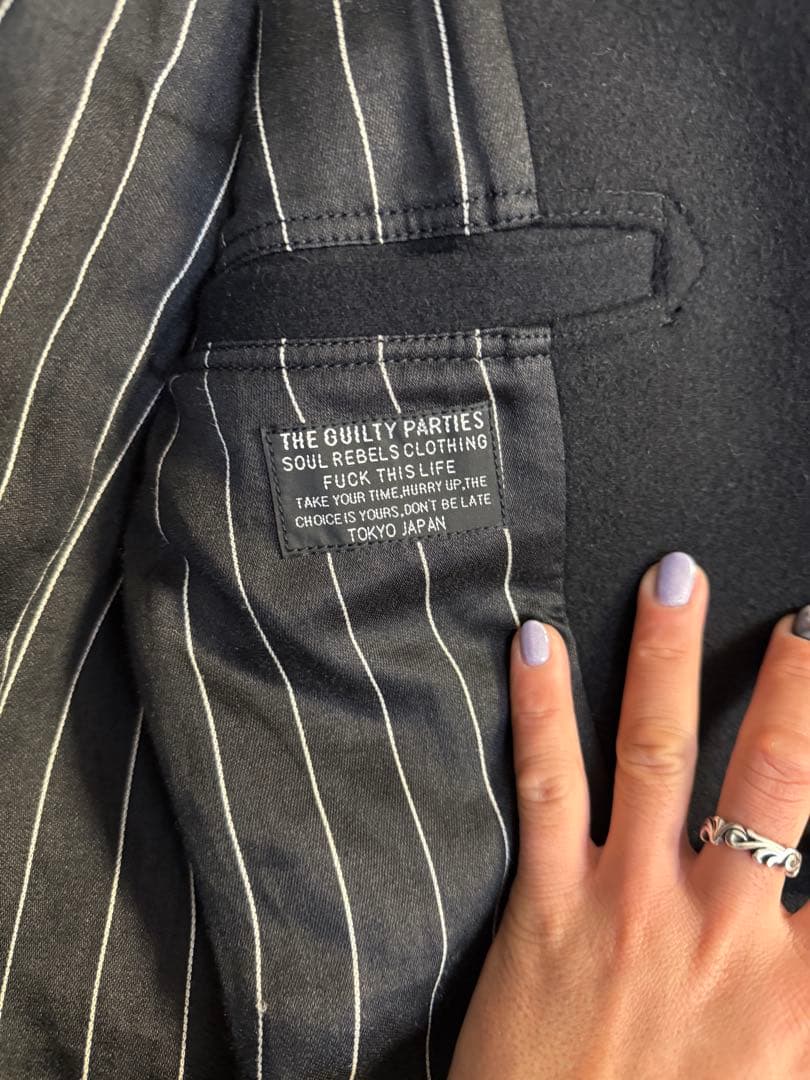 THE GUILTY PARTIES
SOUL REBELS CLOTHING
FUCK THIS LIFE
TAKE YOUR TIME,HURRY UP,THE
CHOICE IS YOURS,DON'T BE LATE
TOKYO JAPAN